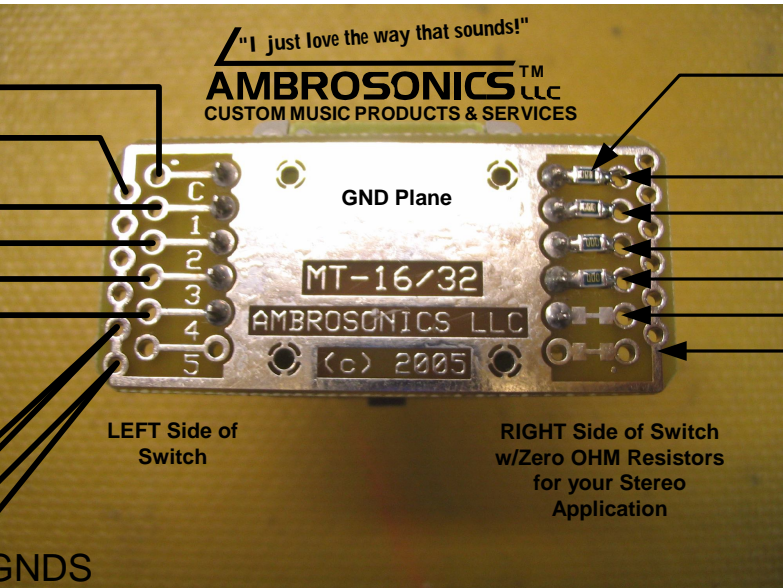 "I just love the way that sounds!"
AMBROSONICS™ LLC
CUSTOM MUSIC PRODUCTS & SERVICES
GND Plane
C
1
2
3
4
5
MT-16/32
AMBROSONICS LLC
(c) 2005
LEFT Side of
Switch
RIGHT Side of Switch
w/Zero OHM Resistors
for your Stereo
Application
GNDS